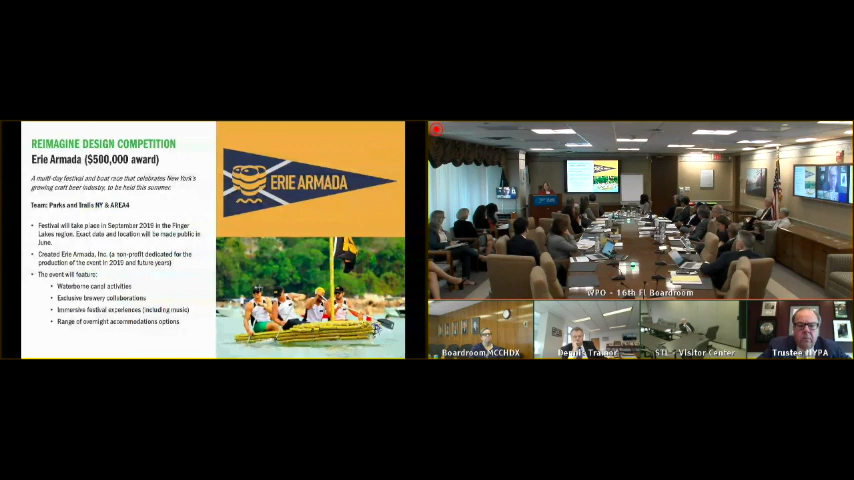 REIMAGINE DESIGN COMPETITION
Erie Armada ($500,000 award)
A multi-day festival and boat race that celebrates New York's
growing craft beer industry, to be held this summer.
Team: Parks and Trails NY & AREA4
• Festival will take place in September 2019 in the Finger
Lakes region. Exact date and location will be made public in
June.
• Created Erie Armada, Inc. (a non-profit dedicated for the
production of the event in 2019 and future years)
• The event will feature:
• Waterborne canal activities
• Exclusive brewery collaborations
• Immersive festival experiences (including music)
• Range of overnight accommodations options
ERIE ARMADA
WPO - 16th Fl Boardroom
Boardroom,MCCHDX
Dennis Trainor
STL - Visitor Center
Trustee NYPA